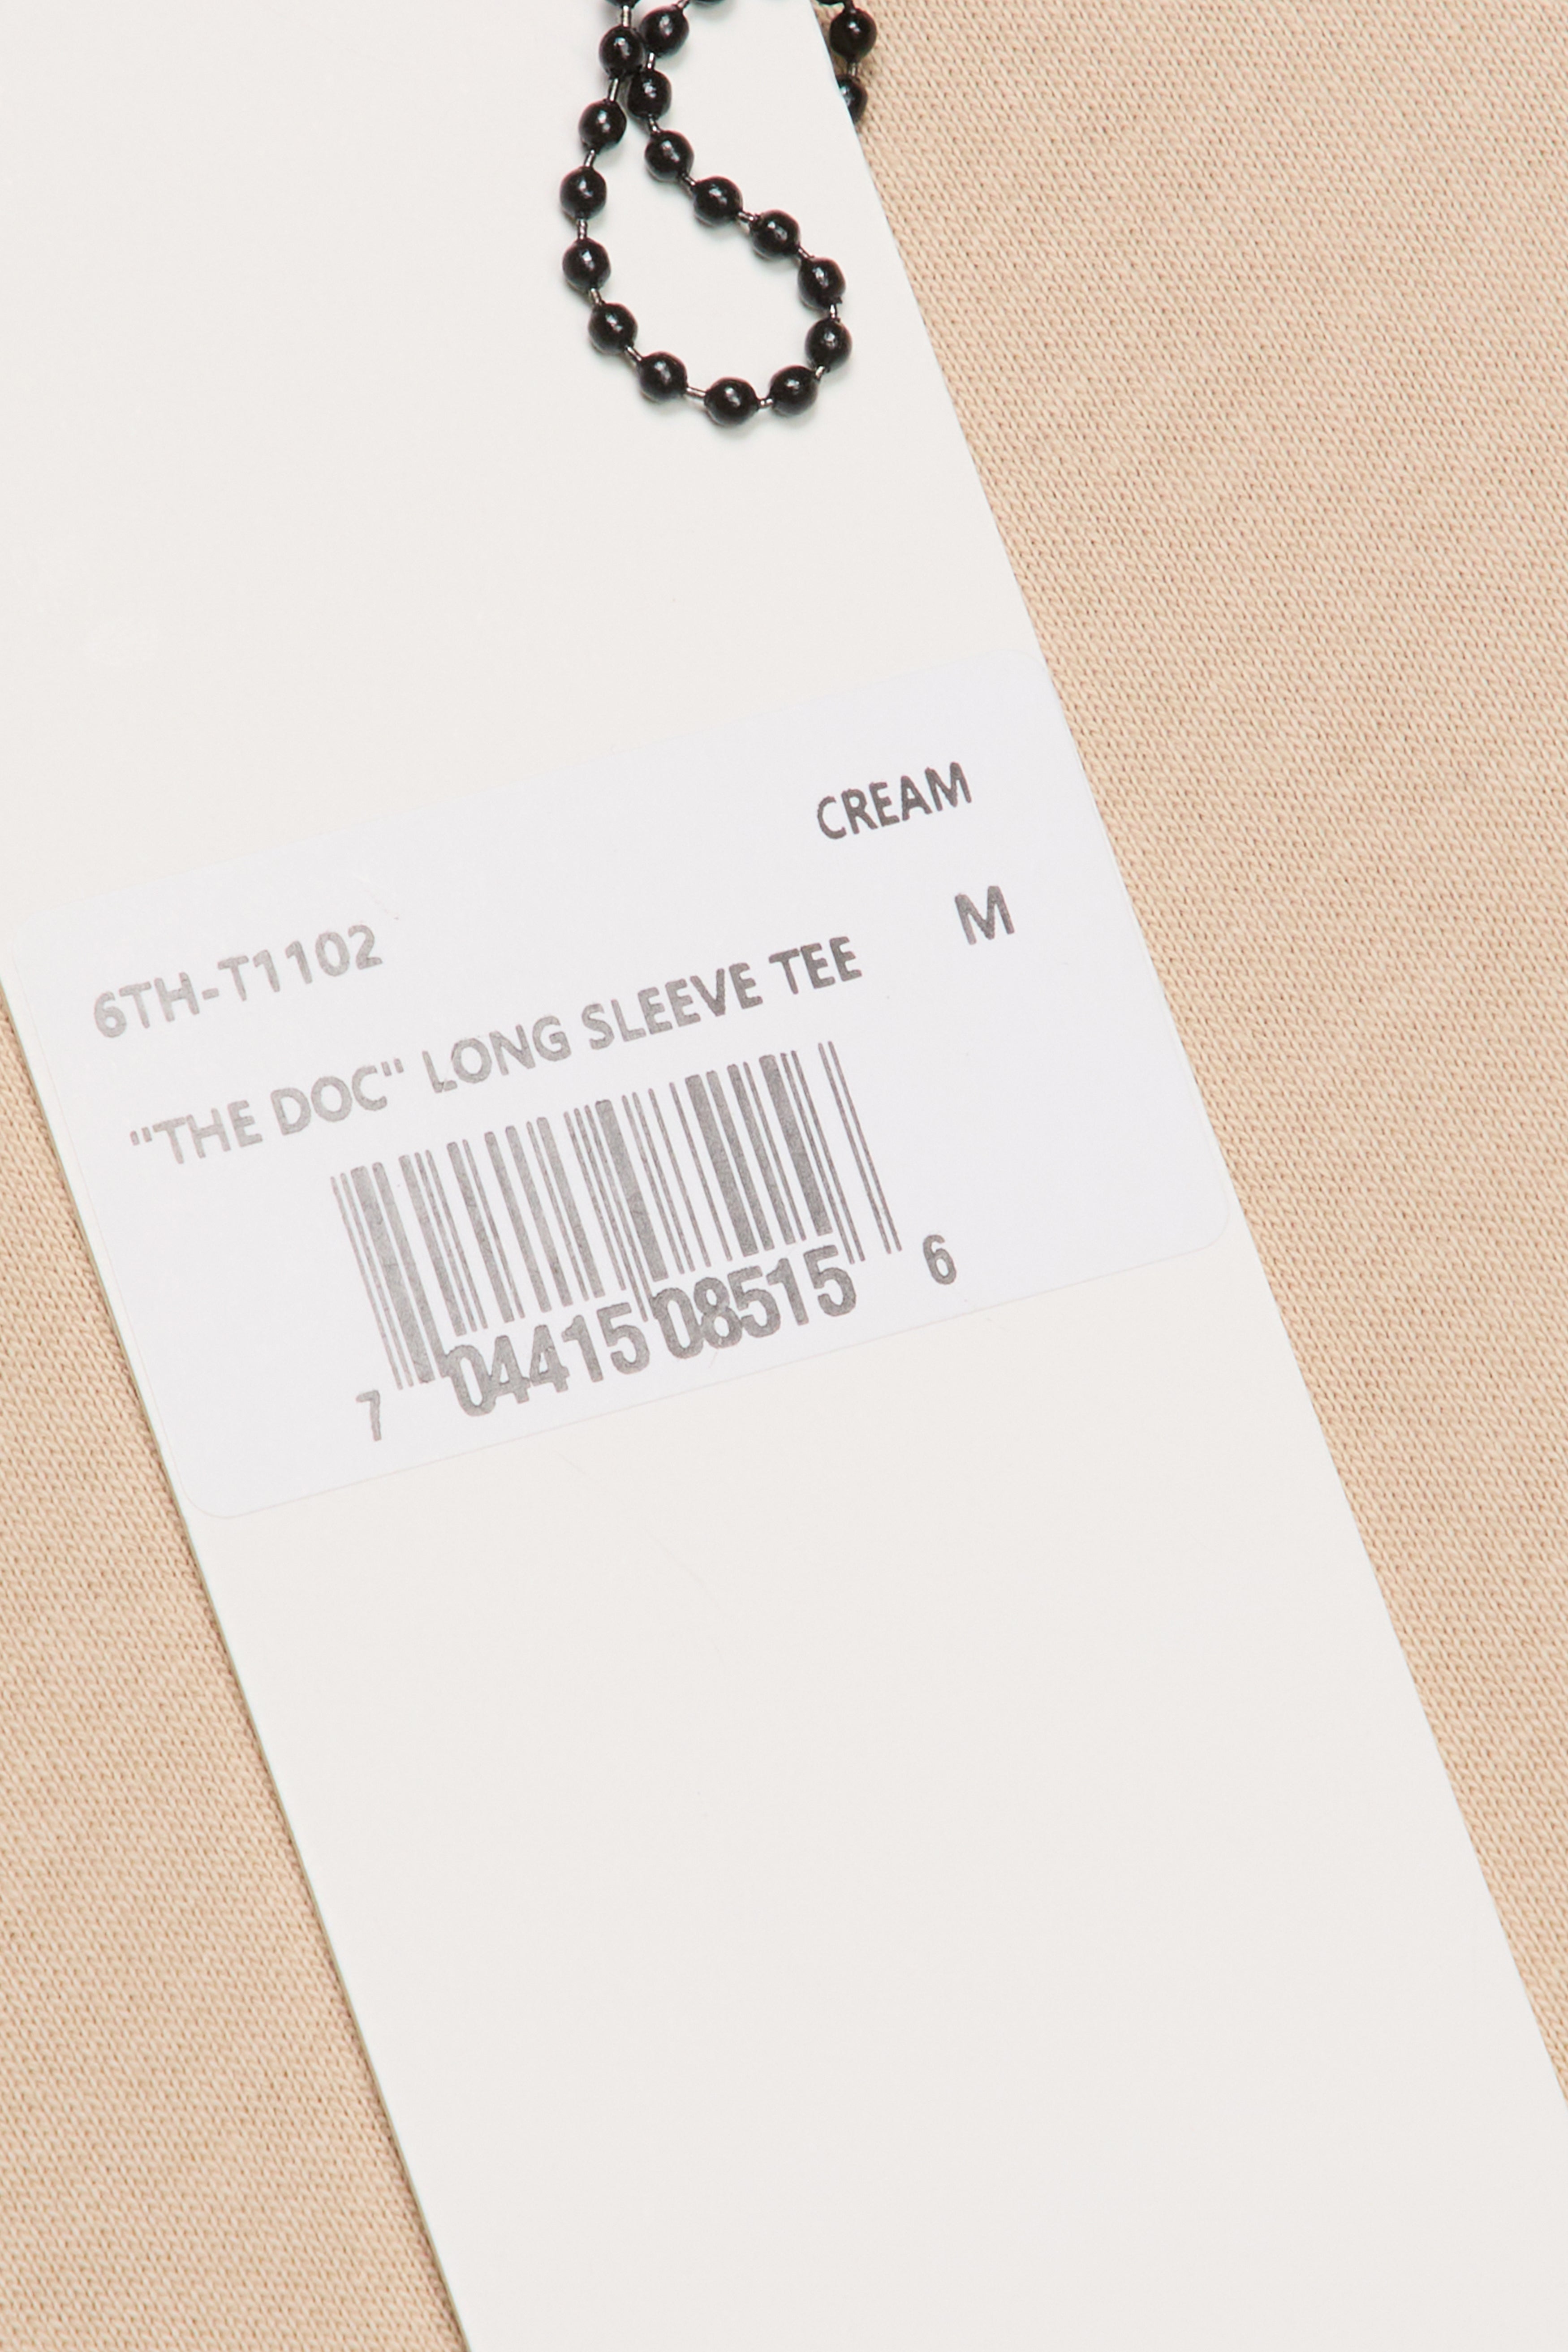 CREAM
6TH-T1102
M
"THE DOC" LONG SLEEVE TEE
7 04415 08515 6